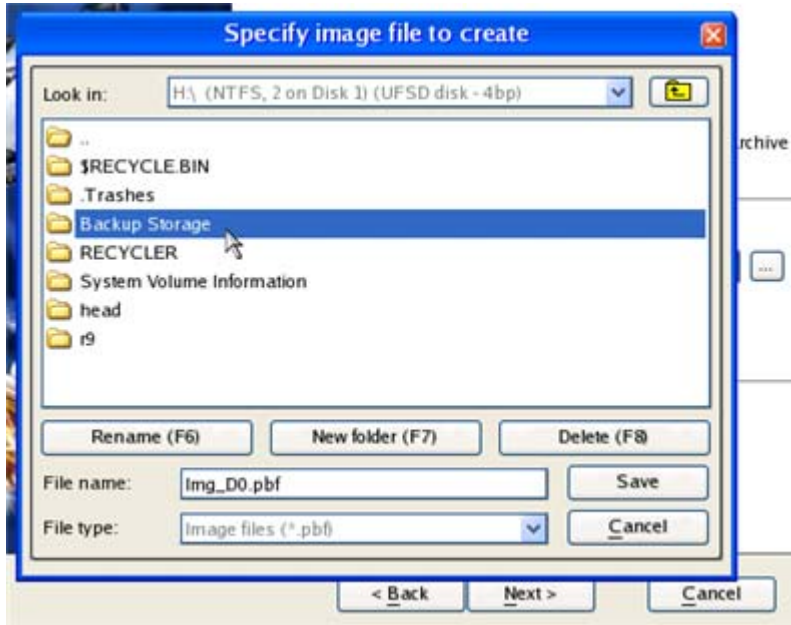 Specify image file to create
Look in: H:\ (NTFS, 2 on Disk 1) (UFSD disk - 4bp)
..
$RECYCLE.BIN
.Trashes
Backup Storage
RECYCLER
System Volume Information
head
r9
Rename (F6) New folder (F7) Delete (F8)
File name: Img_D0.pbf Save
File type: Image files (*.pbf) Cancel
rchive
...
< Back Next > Cancel